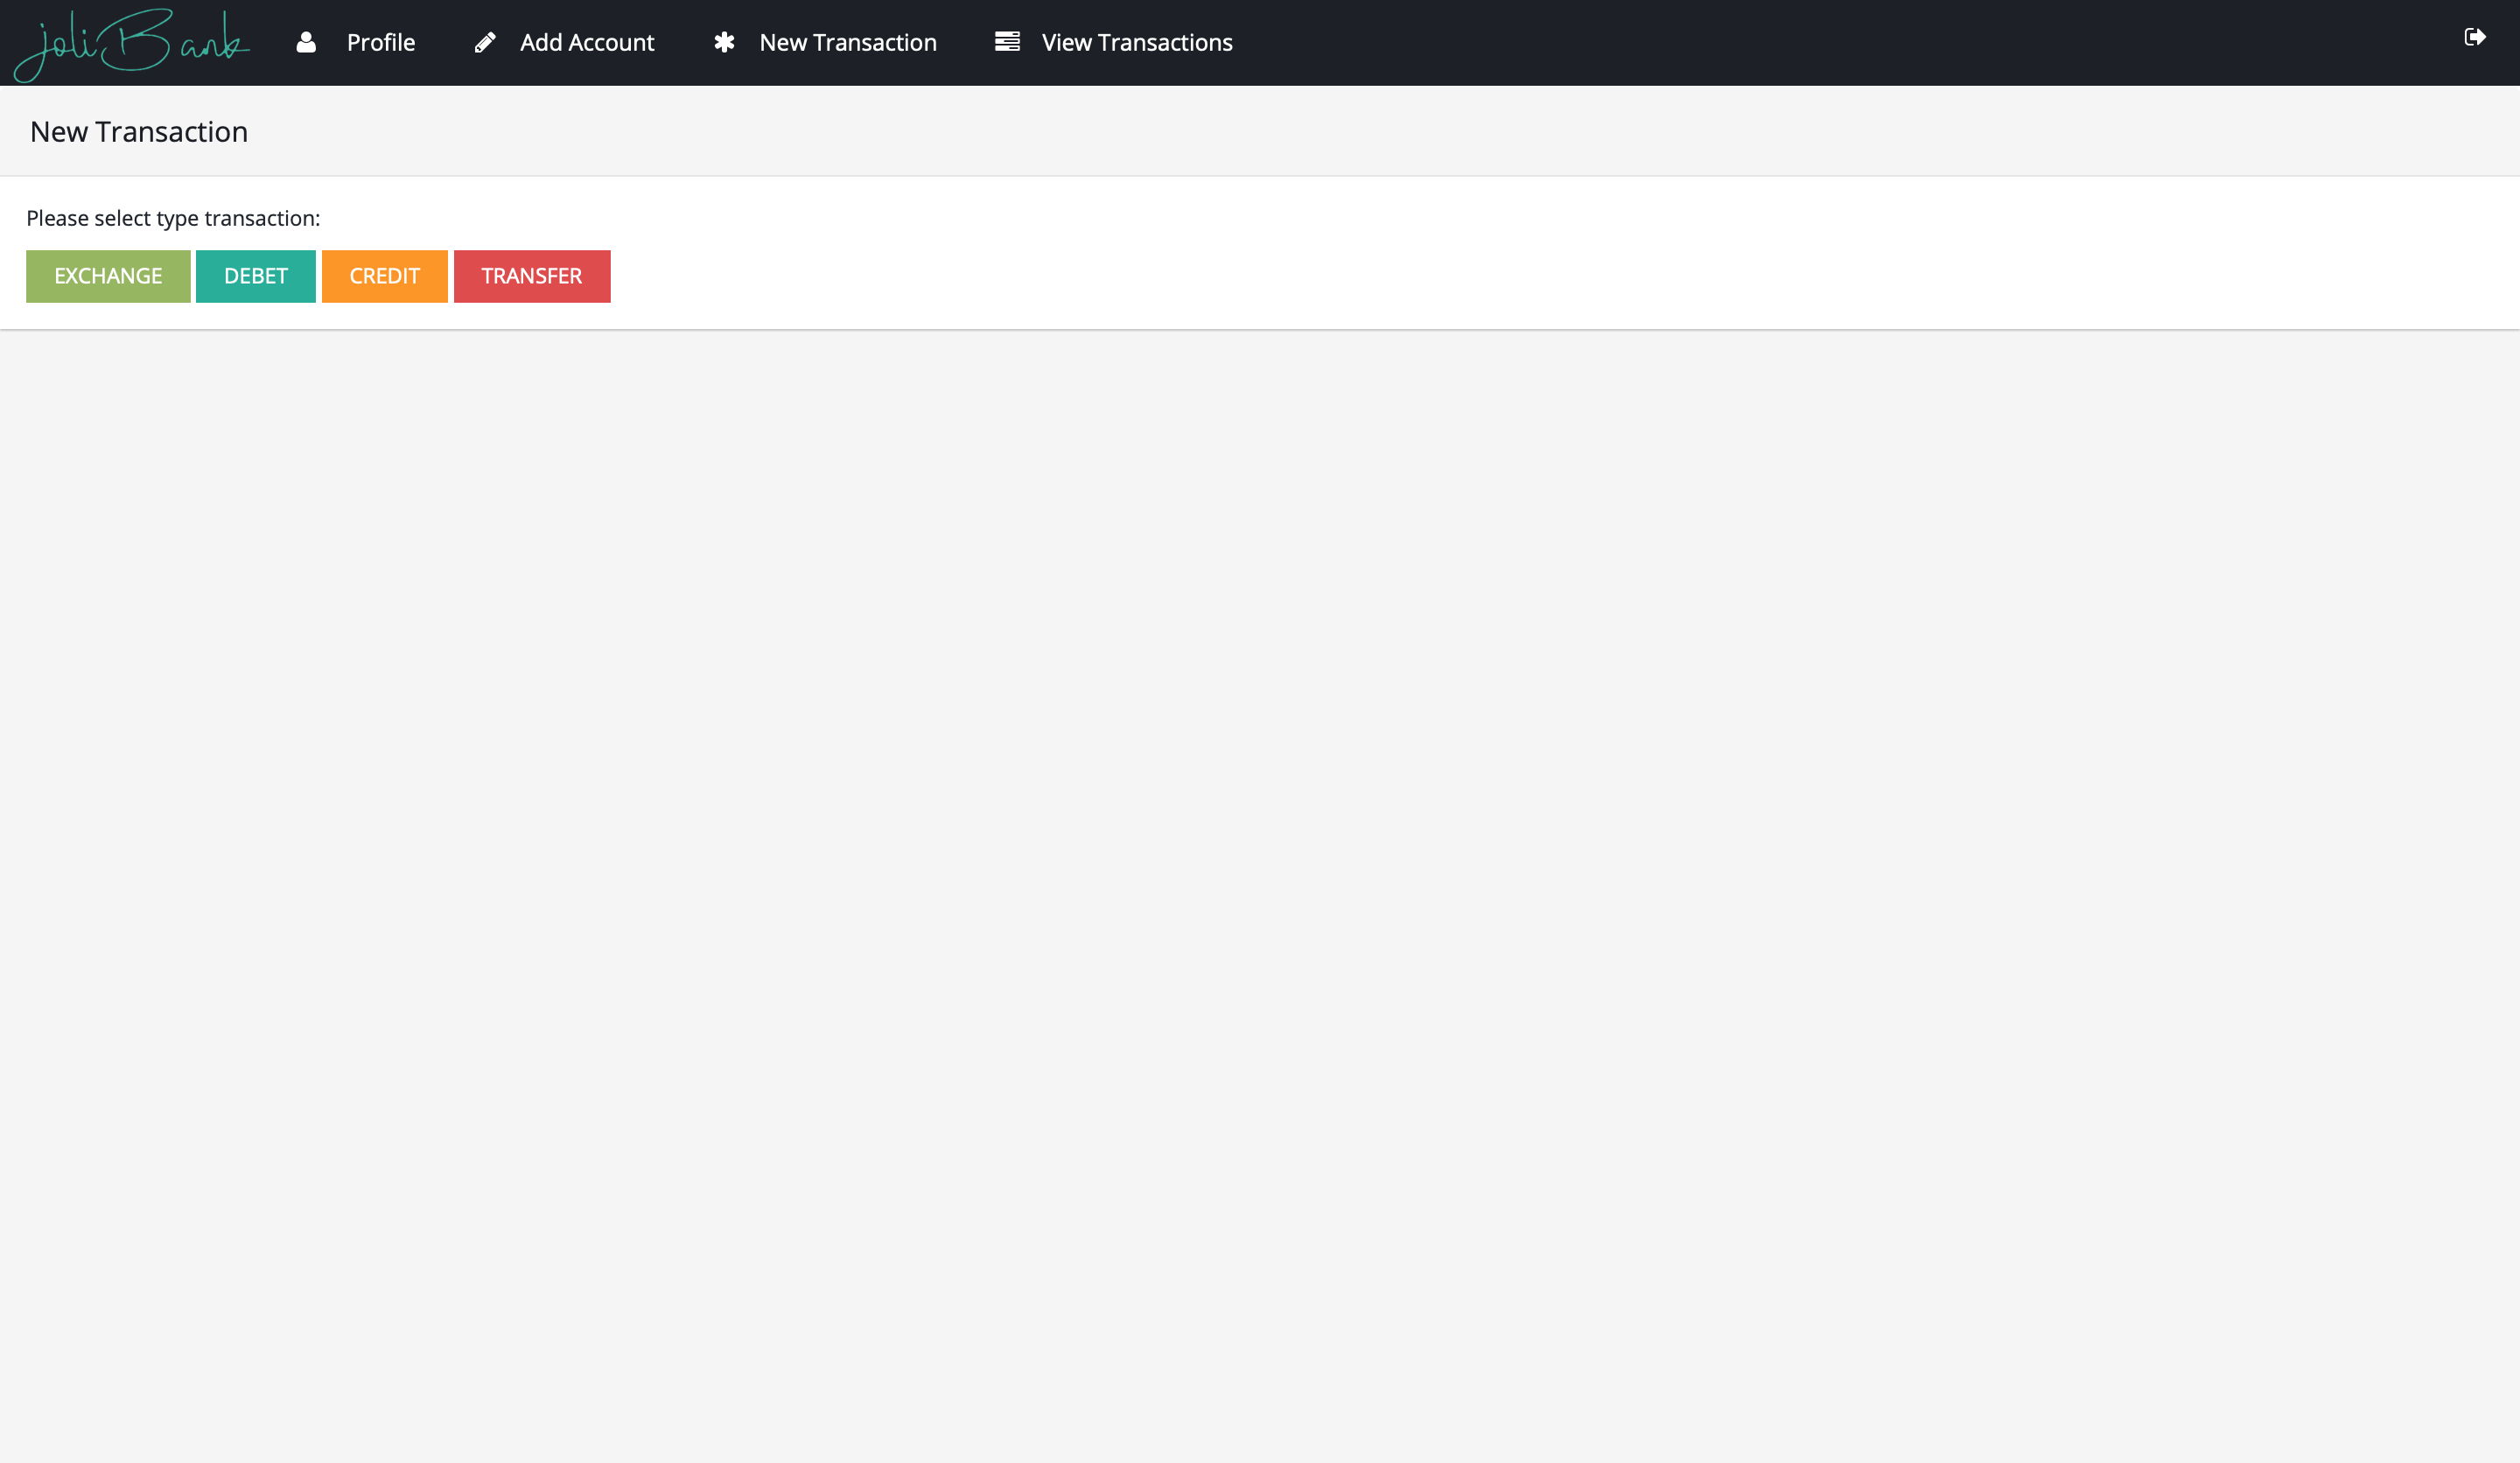 joliBank
Profile
Add Account
New Transaction
View Transactions
New Transaction
Please select type transaction:
EXCHANGE
DEBET
CREDIT
TRANSFER